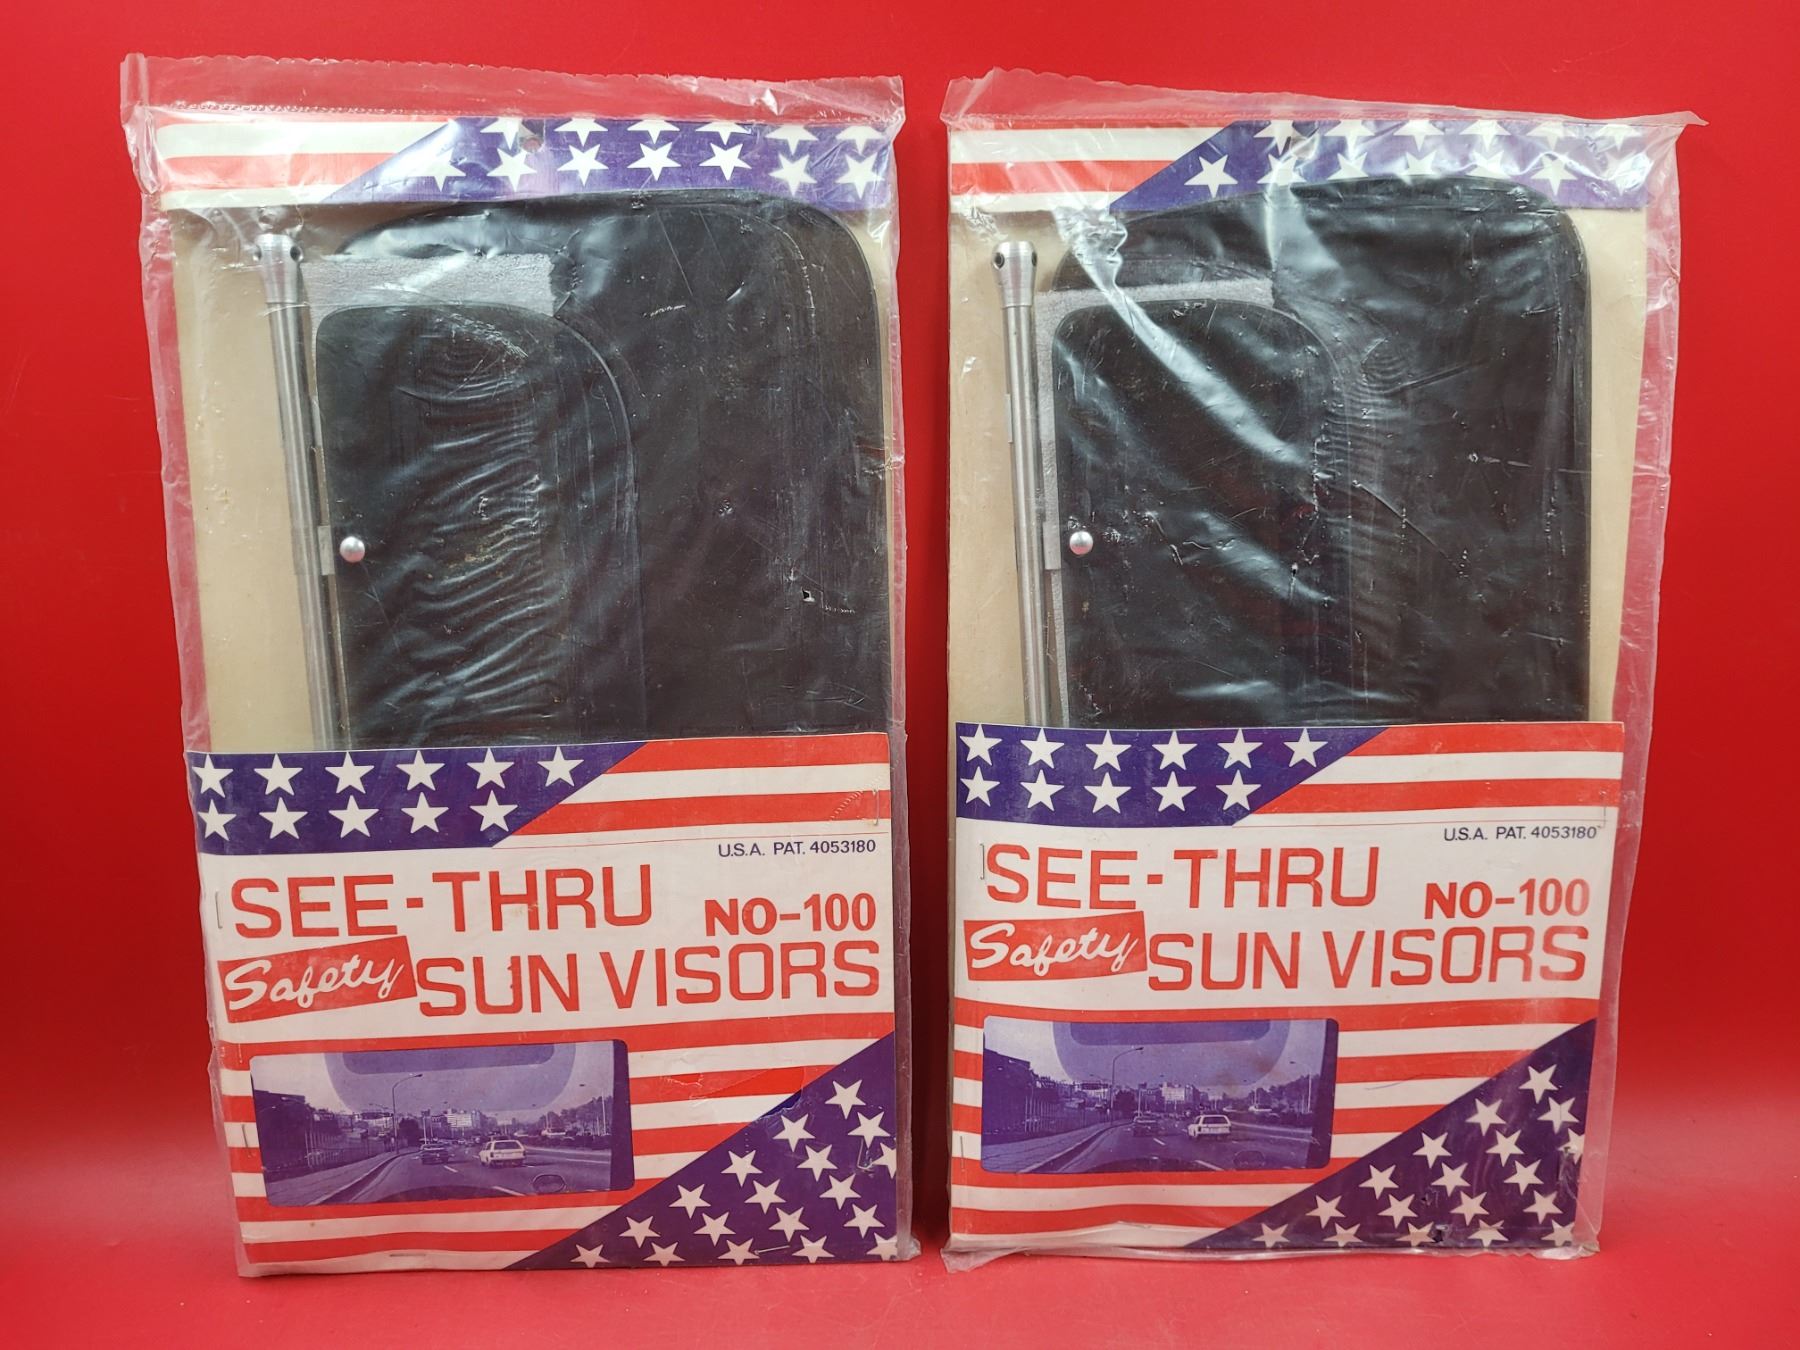 U.S.A. PAT. 4053180
SEE-THRU NO-100
Safety SUN VISORS
U.S.A. PAT. 4053180
SEE-THRU NO-100
Safety SUN VISORS